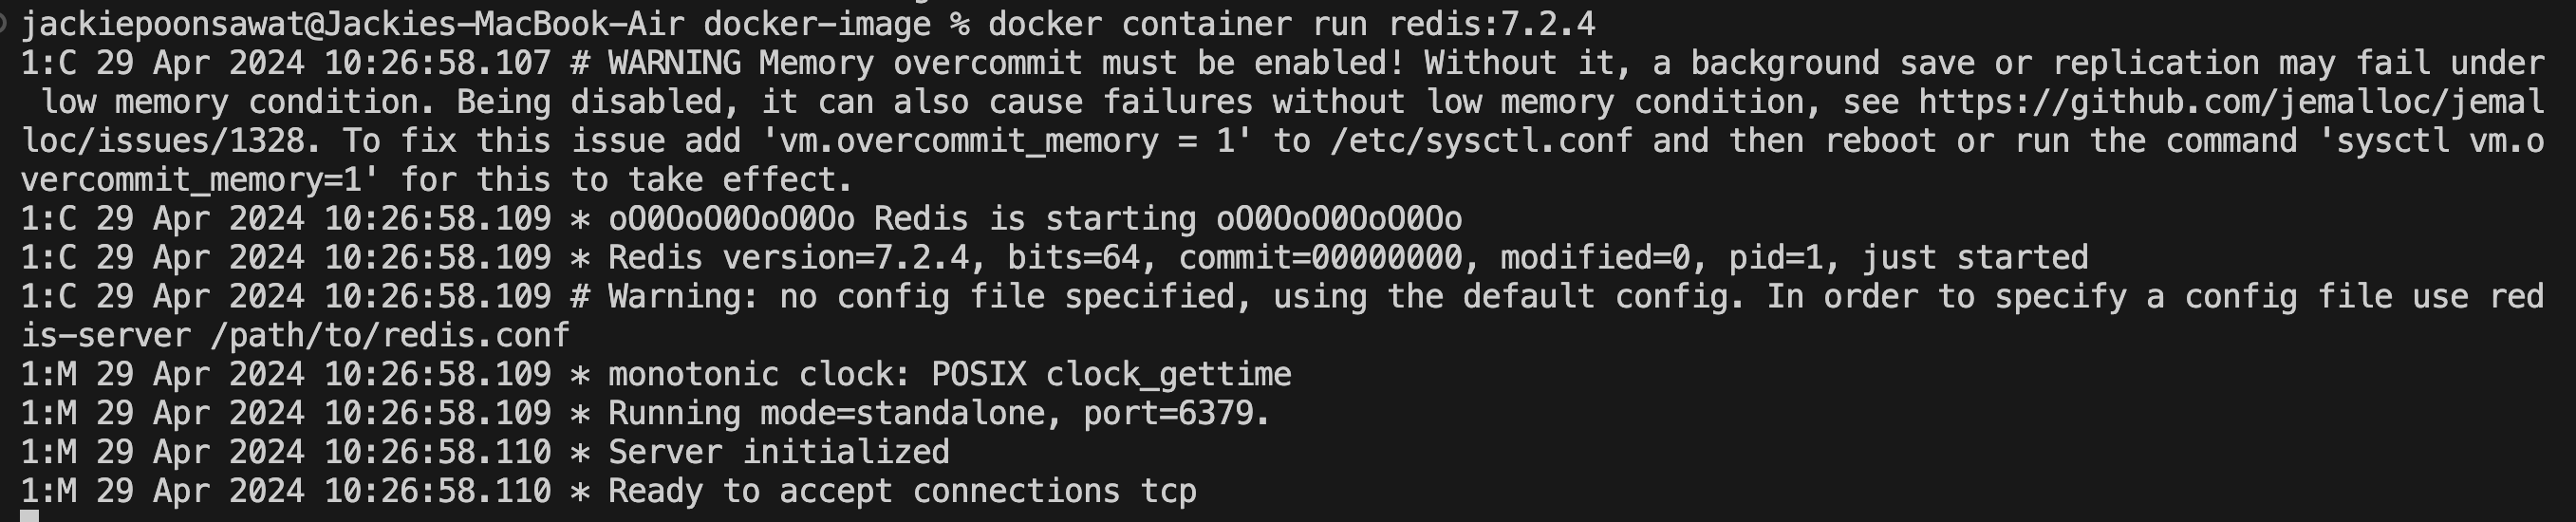 jackiepoonsawat@Jackies-MacBook-Air docker-image % docker container run redis:7.2.4
1:C 29 Apr 2024 10:26:58.107 # WARNING Memory overcommit must be enabled! Without it, a background save or replication may fail under
low memory condition. Being disabled, it can also cause failures without low memory condition, see https://github.com/jemalloc/jemal
loc/issues/1328. To fix this issue add 'vm.overcommit_memory = 1' to /etc/sysctl.conf and then reboot or run the command 'sysctl vm.o
vercommit_memory=1' for this to take effect.
1:C 29 Apr 2024 10:26:58.109 * oO0OoO0OoO0Oo Redis is starting oO0OoO0OoO0Oo
1:C 29 Apr 2024 10:26:58.109 * Redis version=7.2.4, bits=64, commit=00000000, modified=0, pid=1, just started
1:C 29 Apr 2024 10:26:58.109 # Warning: no config file specified, using the default config. In order to specify a config file use red
is-server /path/to/redis.conf
1:M 29 Apr 2024 10:26:58.109 * monotonic clock: POSIX clock_gettime
1:M 29 Apr 2024 10:26:58.109 * Running mode=standalone, port=6379.
1:M 29 Apr 2024 10:26:58.110 * Server initialized
1:M 29 Apr 2024 10:26:58.110 * Ready to accept connections tcp